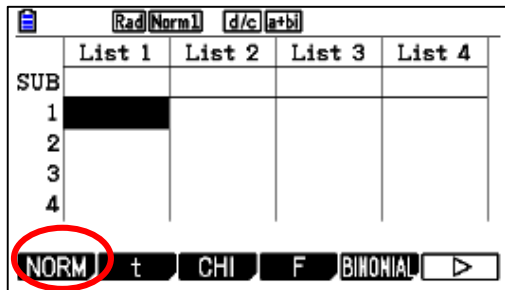 Rad Norm1 d/c a+bi
List 1 List 2 List 3 List 4
SUB
1
2
3
4
NORM t CHI F BINOMIAL